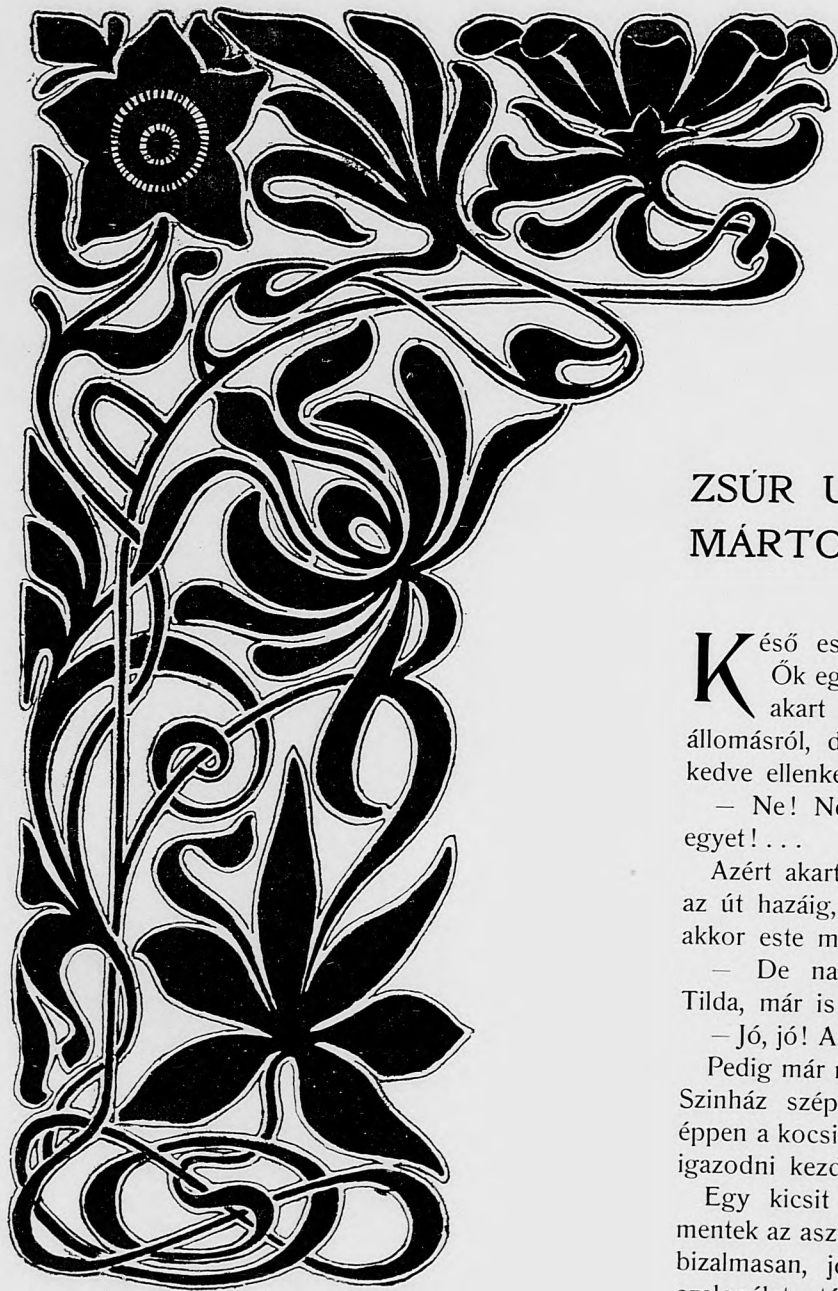 ZSÚR U
MÁRTO
Késő es
Ők eg
akart
állomásról, d
kedve ellenke
— Ne! Ne
egyet!...
Azért akart
az út hazáig,
akkor este m
— De na
Tilda, már is
— Jó, jó! A
Pedig már r
Szinház szép
éppen a kocsi
igazodni kezd
Egy kicsit
mentek az asz
bizalmasan, jó